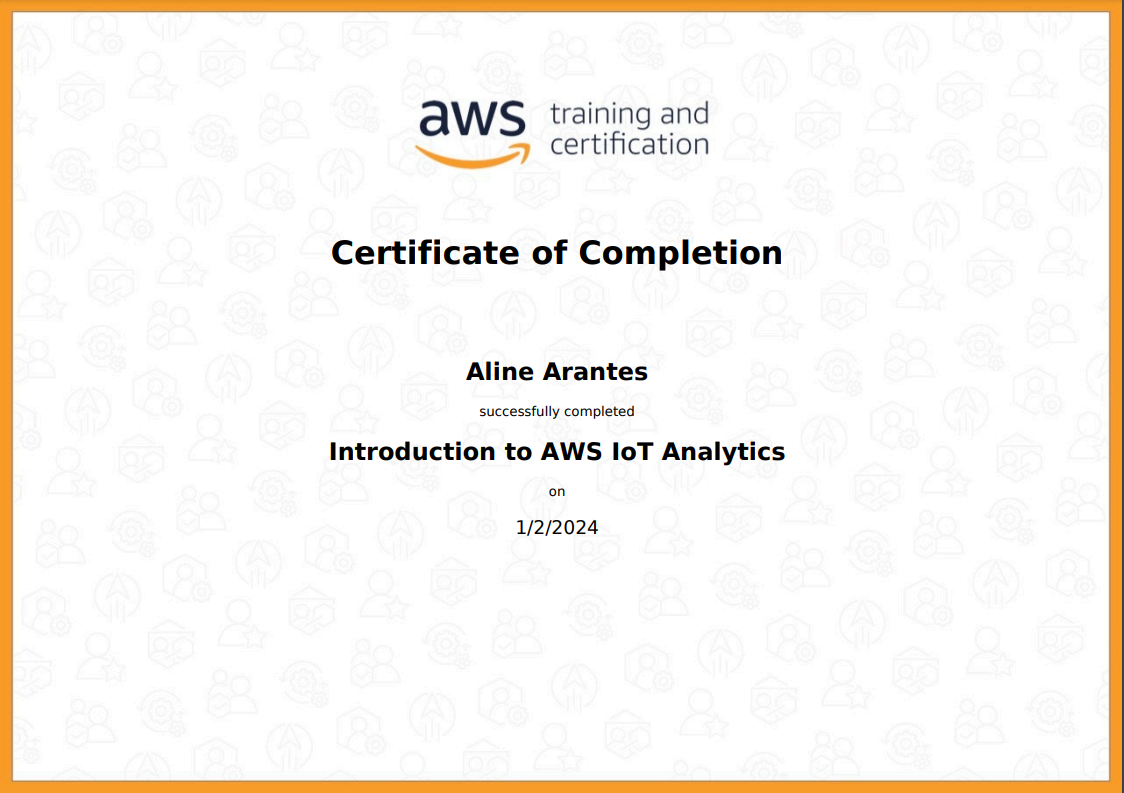 aws training and
certification
Certificate of Completion
Aline Arantes
successfully completed
Introduction to AWS IoT Analytics
on
1/2/2024